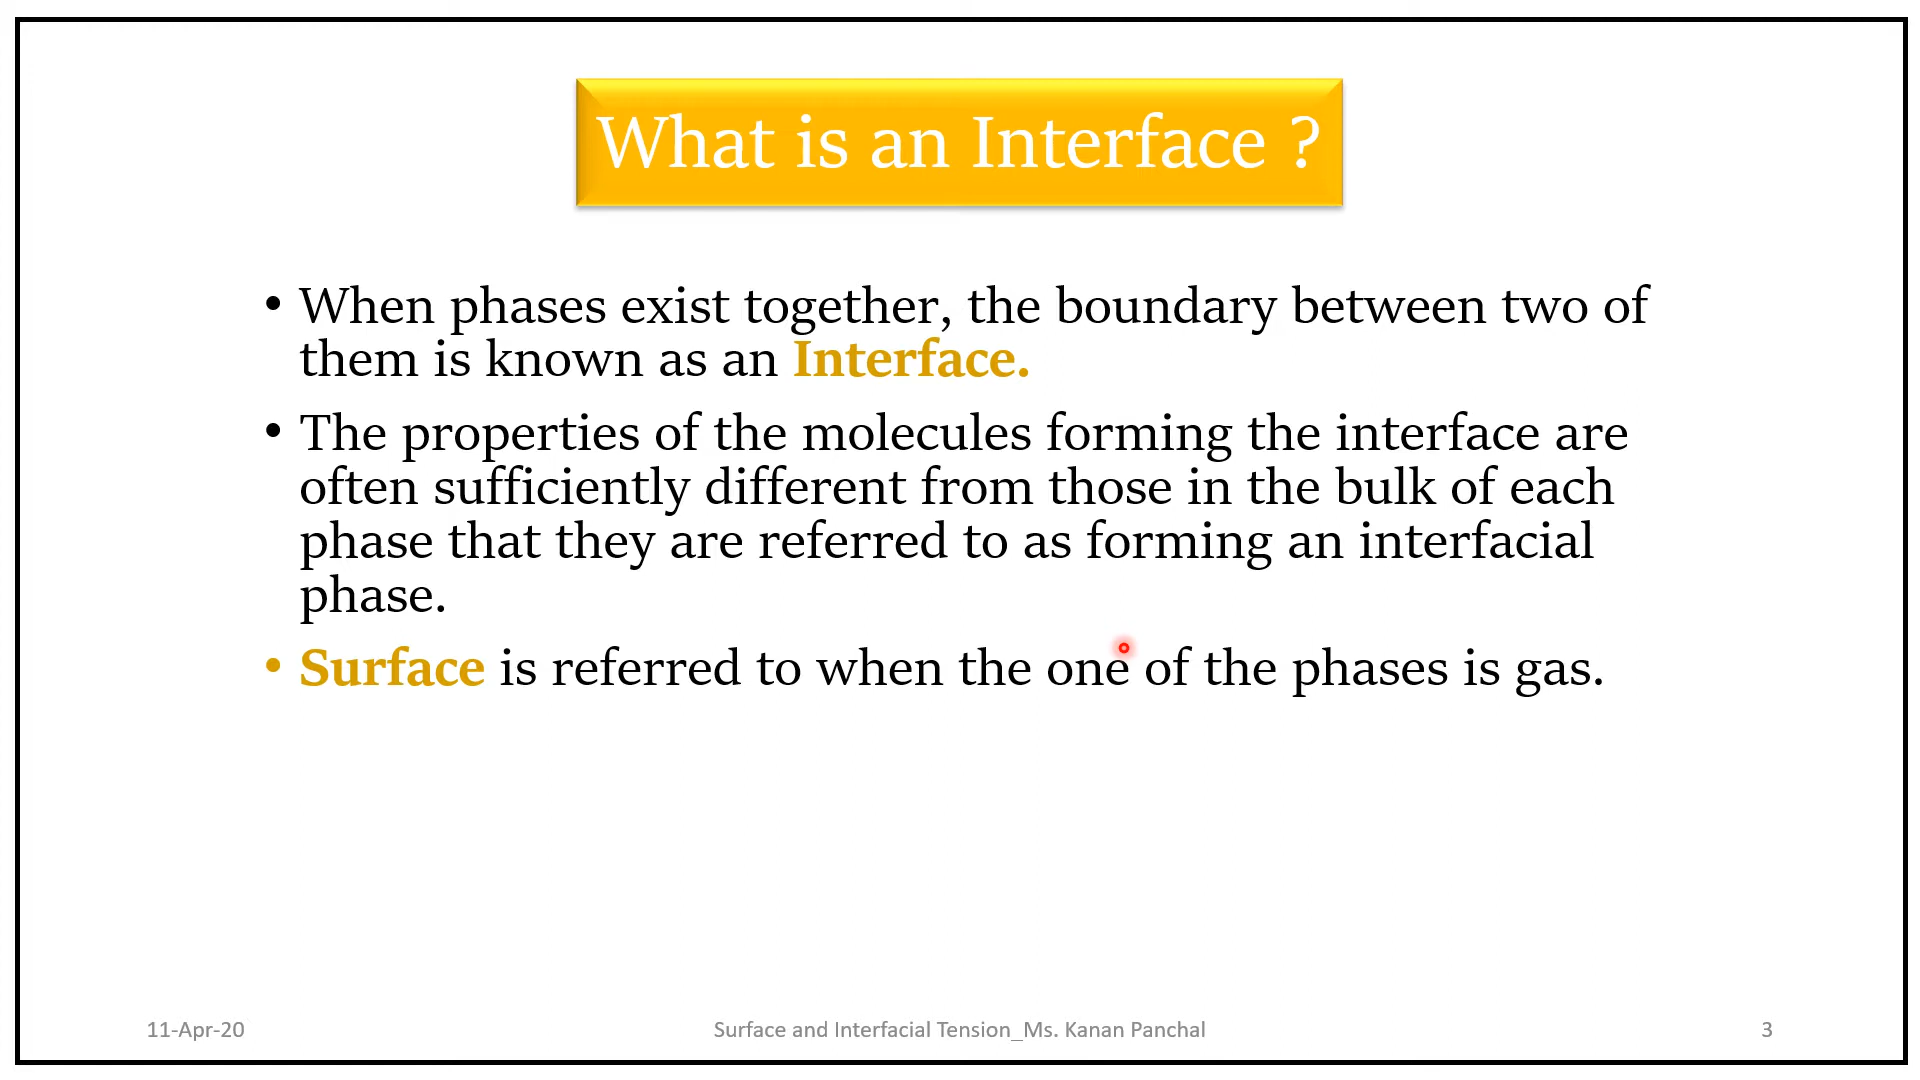 What is an Interface ?
• When phases exist together, the boundary between two of
them is known as an Interface.
• The properties of the molecules forming the interface are
often sufficiently different from those in the bulk of each
phase that they are referred to as forming an interfacial
phase.
• Surface is referred to when the one of the phases is gas.
11-Apr-20
Surface and Interfacial Tension_Ms. Kanan Panchal
3